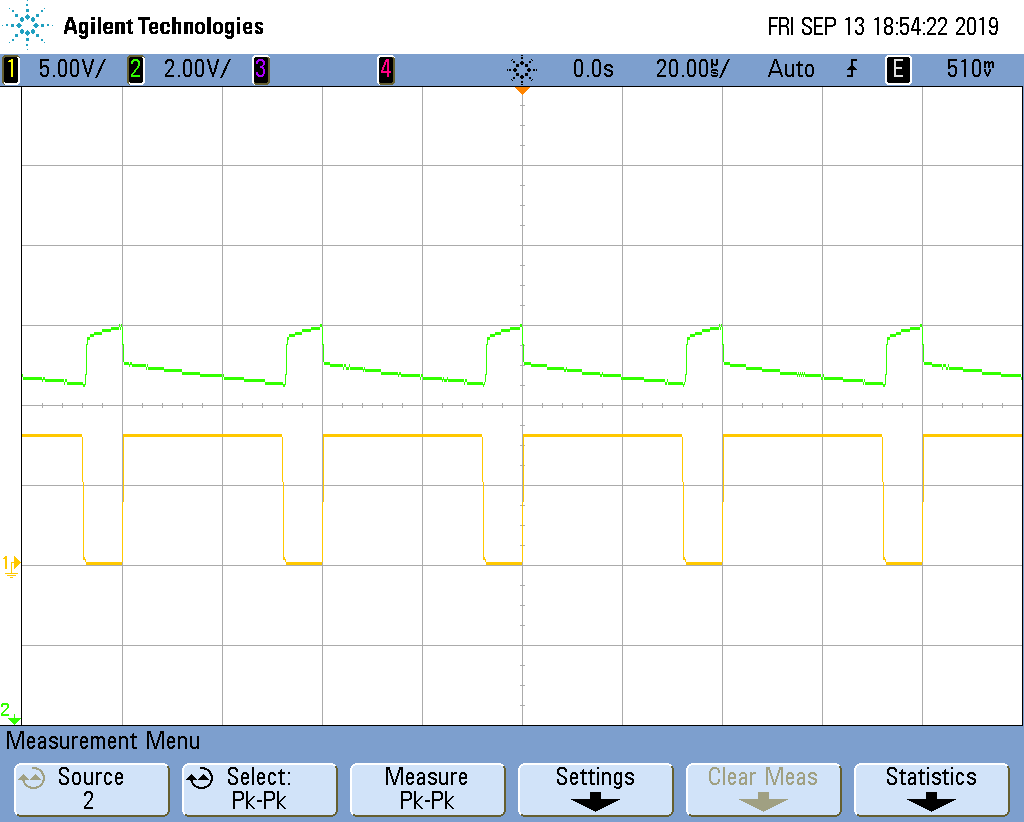 Agilent Technologies
FRI SEP 13 18:54:22 2019
1 5.00V/ 2 2.00V/ 3 4 0.0s 20.00µs/ Auto E 510mV
1
2
Measurement Menu
Source
2
Select:
Pk-Pk
Measure
Pk-Pk
Settings
Clear Meas
Statistics